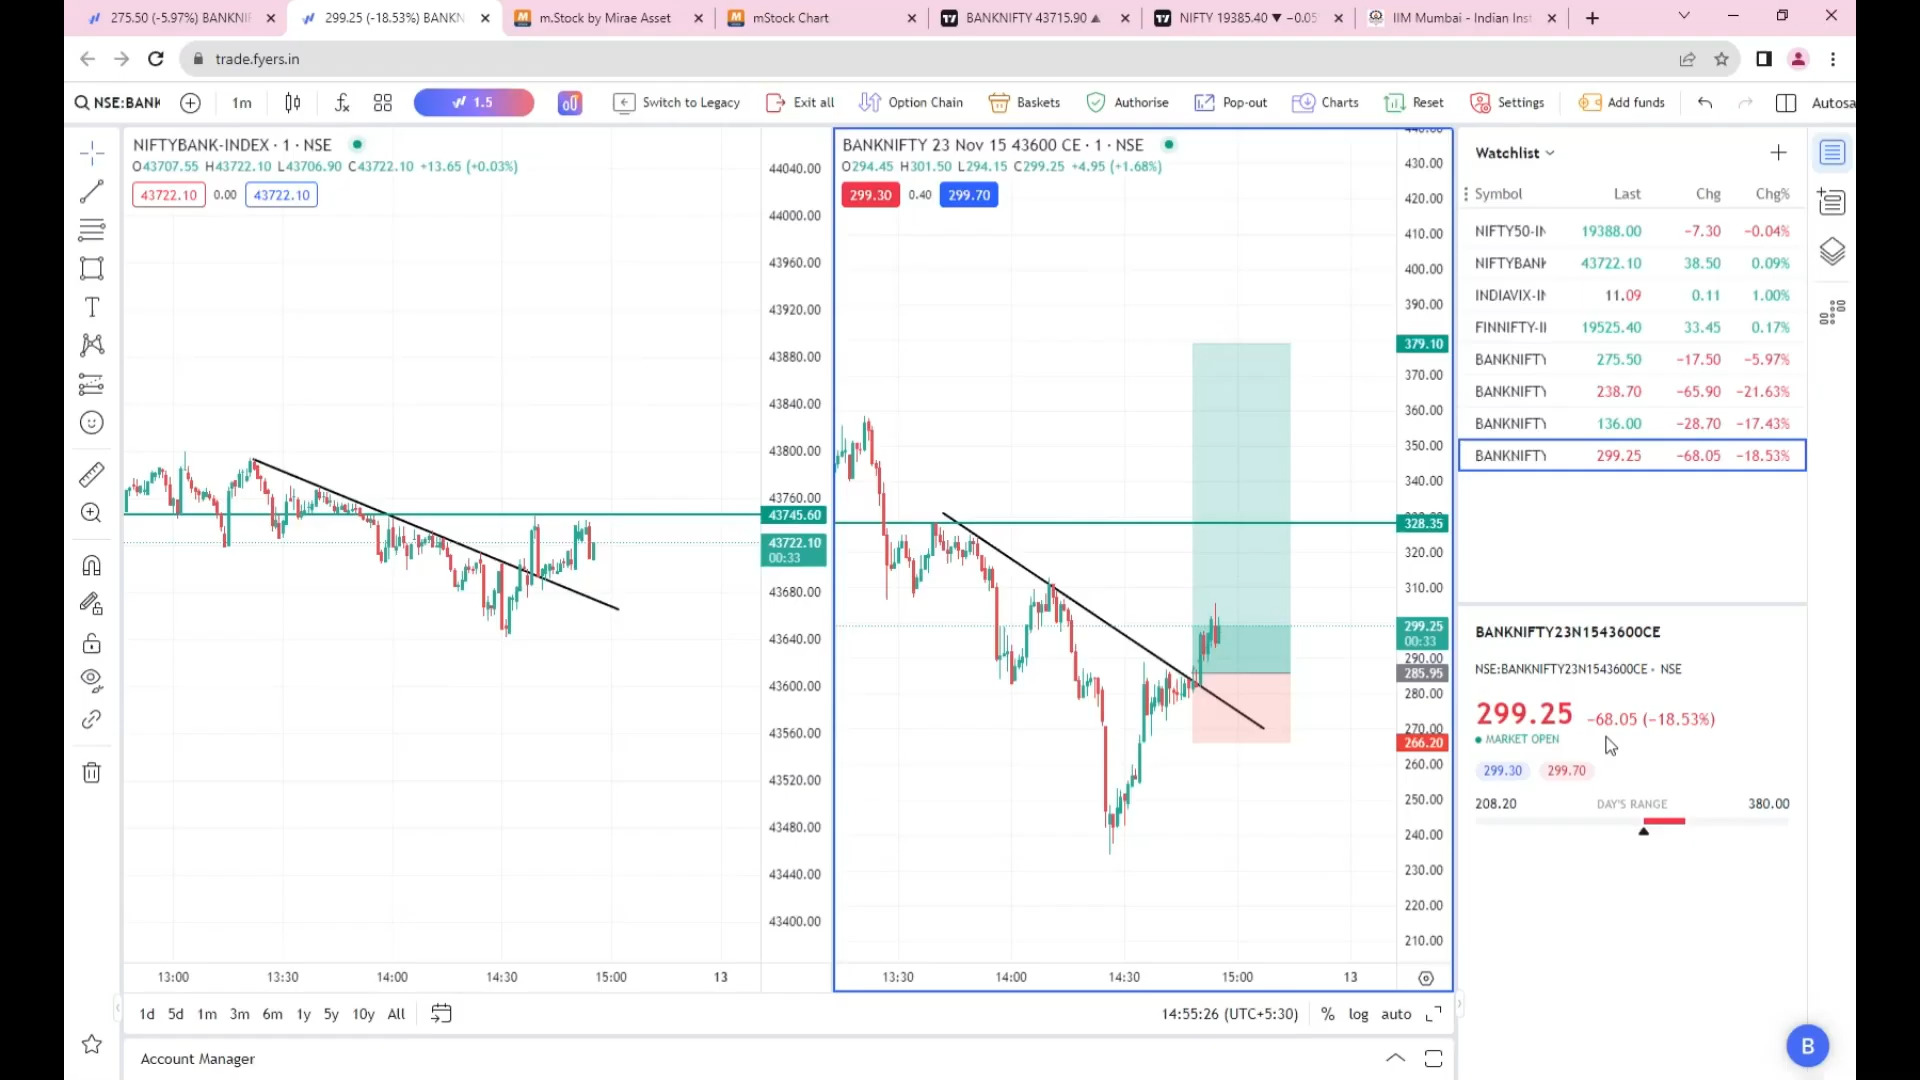 275.50 (-5.97%) BANKNIF
299.25 (-18.53%) BANKN
m.Stock by Mirae Asset
mStock Chart
BANKNIFTY 43715.90 ▲
NIFTY 19385.40 ▼ −0.05
IIM Mumbai - Indian Inst
trade.fyers.in
NSE:BANK
1m
1.5
Switch to Legacy
Exit all
Option Chain
Baskets
Authorise
Pop-out
Charts
Reset
Settings
Add funds
Autosa
NIFTYBANK-INDEX · 1 · NSE
O43707.55 H43722.10 L43706.90 C43722.10 +13.65 (+0.03%)
43722.10 0.00 43722.10
44040.00
44000.00
43960.00
43920.00
43880.00
43840.00
43800.00
43760.00
43745.60
43722.10
00:33
43680.00
43640.00
43600.00
43560.00
43520.00
43480.00
43440.00
43400.00
13:00 13:30 14:00 14:30 15:00 13
BANKNIFTY 23 Nov 15 43600 CE · 1 · NSE
O294.45 H301.50 L294.15 C299.25 +4.95 (+1.68%)
299.30 0.40 299.70
440.00
430.00
420.00
410.00
400.00
390.00
379.10
370.00
360.00
350.00
340.00
328.35
320.00
310.00
299.25
00:33
290.00
285.95
280.00
270.00
266.20
260.00
250.00
240.00
230.00
220.00
210.00
13:30 14:00 14:30 15:00 13
Watchlist
Symbol Last Chg Chg%
NIFTY50-IN 19388.00 −7.30 −0.04%
NIFTYBANK 43722.10 38.50 0.09%
INDIAVIX-IN 11.09 0.11 1.00%
FINNIFTY-II 19525.40 33.45 0.17%
BANKNIFTY 275.50 −17.50 −5.97%
BANKNIFTY 238.70 −65.90 −21.63%
BANKNIFTY 136.00 −28.70 −17.43%
BANKNIFTY 299.25 −68.05 −18.53%
BANKNIFTY23N1543600CE
NSE:BANKNIFTY23N1543600CE • NSE
299.25 −68.05 (−18.53%)
MARKET OPEN
299.30 299.70
208.20 DAY'S RANGE 380.00
1d 5d 1m 3m 6m 1y 5y 10y All
14:55:26 (UTC+5:30) % log auto
Account Manager
B